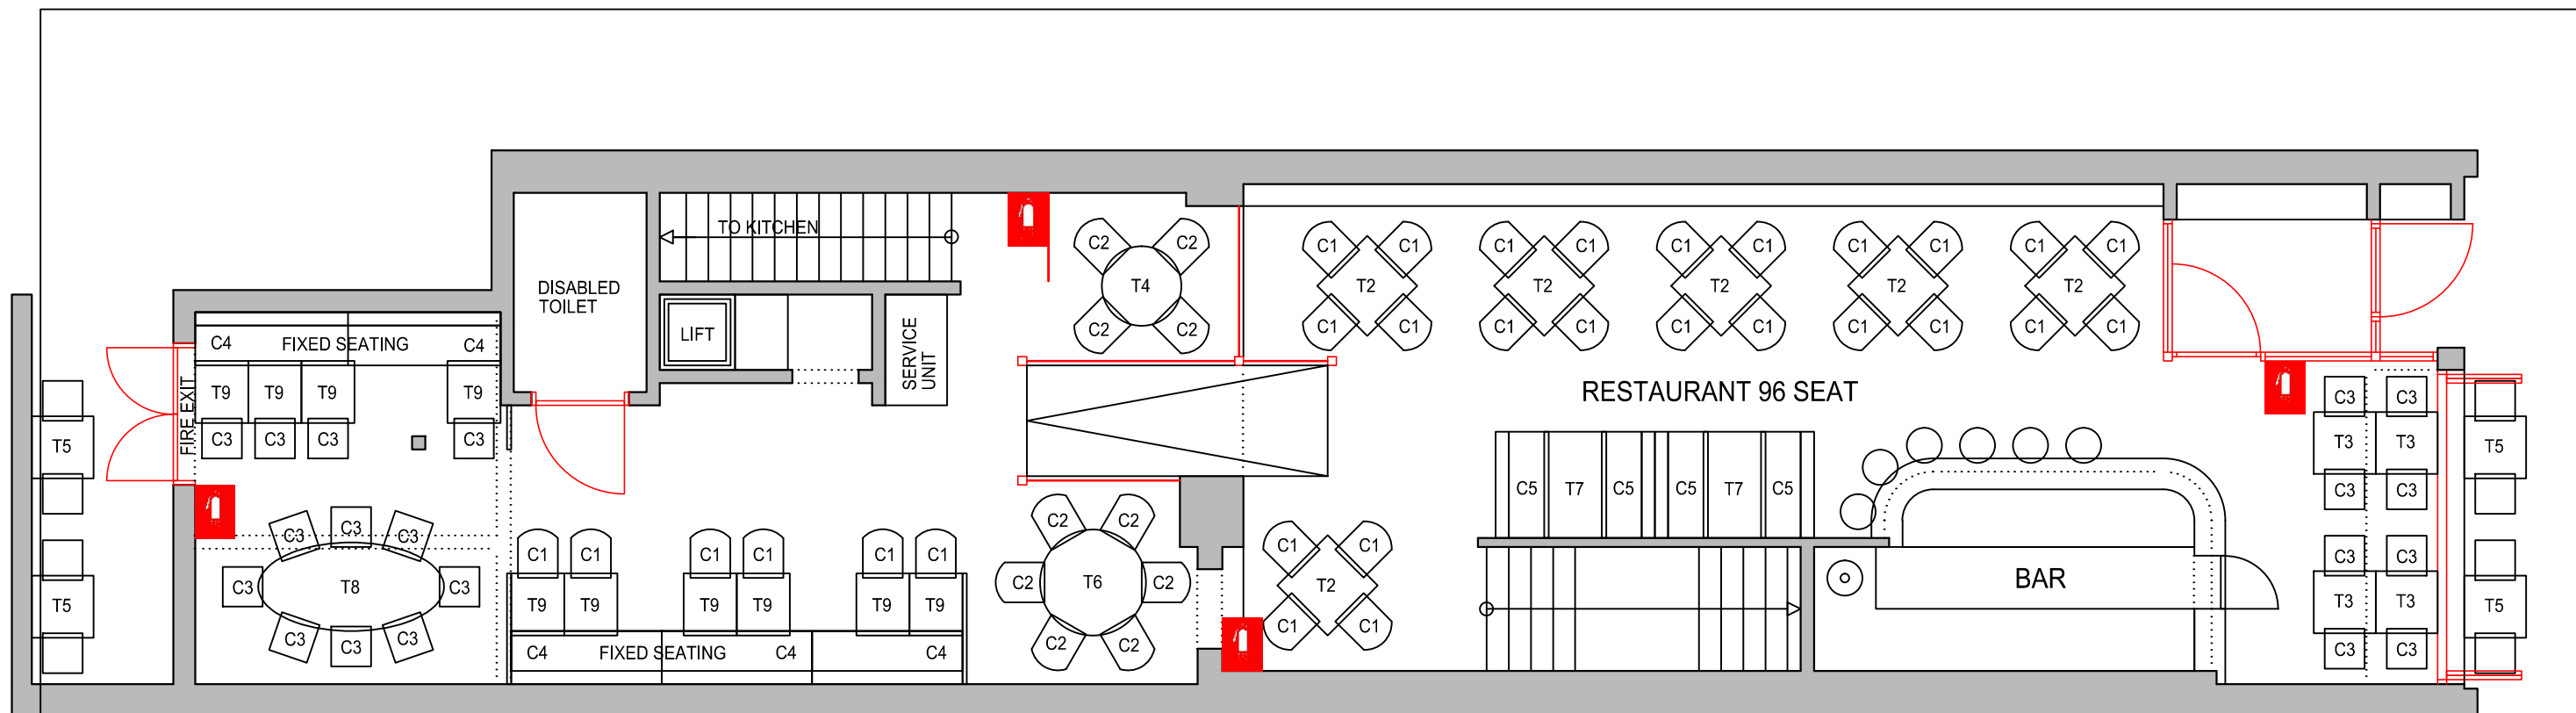 TO KITCHEN
C2 C2
T4
C2 C2
C1 C1 C1 C1 C1 C1 C1 C1 C1 C1
T2 T2 T2 T2 T2
C1 C1 C1 C1 C1 C1 C1 C1 C1 C1
DISABLED
TOILET
LIFT
SERVICE
UNIT
C4 FIXED SEATING C4
T9 T9 T9 T9
C3 C3 C3 C3
FIRE EXIT
T5
T5
RESTAURANT 96 SEAT
C3 C3
T3 T3
C3 C3
T5
C5 T7 C5 C5 T7 C5
C3 C3 C3
C3 T8 C3
C3 C3 C3
C1 C1 C1 C1 C1 C1
T9 T9 T9 T9 T9 T9
C4 FIXED SEATING C4 C4
C2 C2
C2 T6 C2
C2 C2
C1 C1
T2
C1 C1
BAR
C3 C3
T3 T3
C3 C3
T5